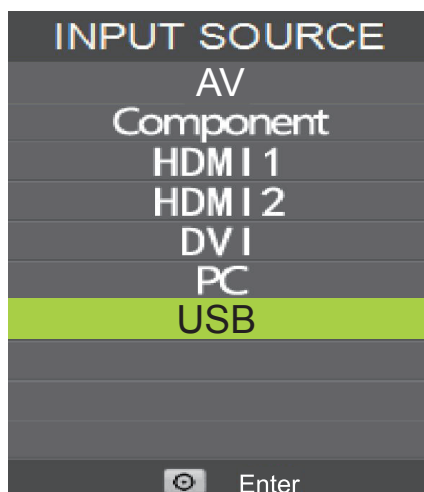 INPUT SOURCE
AV
Component
HDMI1
HDMI2
DVI
PC
USB
Enter